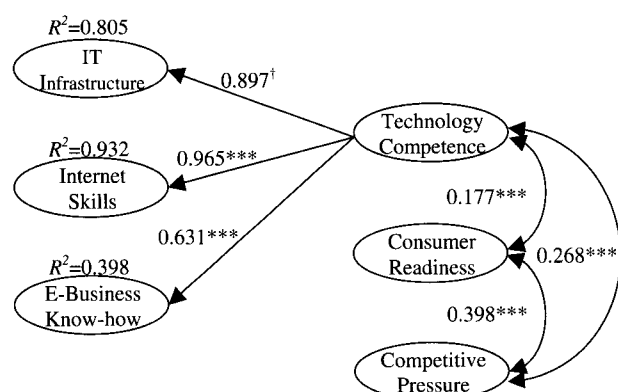 R²=0.805
IT
Infrastructure
0.897†
Technology
Competence
R²=0.932
0.965***
Internet
Skills
0.177***
0.631***
Consumer
Readiness
0.268***
R²=0.398
E-Business
Know-how
0.398***
Competitive
Pressure